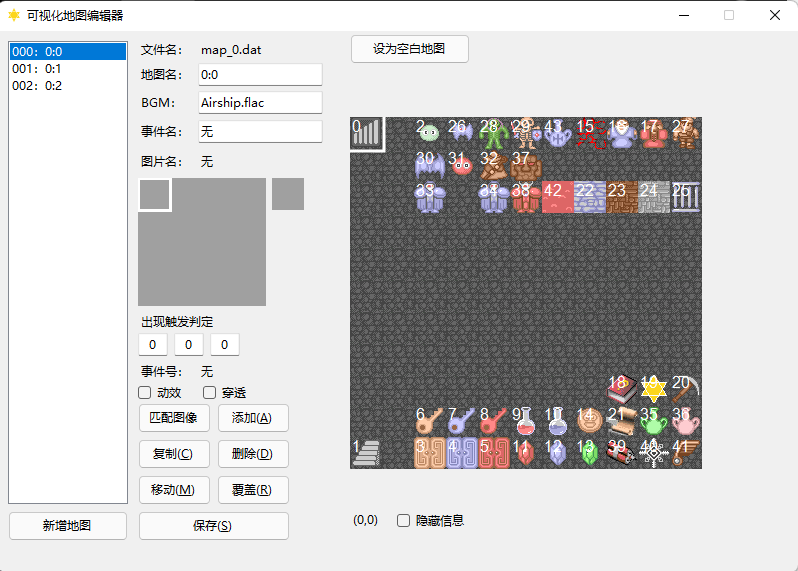 可视化地图编辑器
000: 0:0
001: 0:1
002: 0:2
新增地图
文件名: map_0.dat
地图名: 0:0
BGM: Airship.flac
事件名: 无
图片名: 无
出现触发判定
0 0 0
事件号: 无
动效 穿透
匹配图像 添加(A)
复制(C) 删除(D)
移动(M) 覆盖(R)
保存(S)
设为空白地图
0 2 26 28 29 43 15 16 17 27
30 31 32 37
33 34 38 42 22 23 24 25
18 19 20
6 7 8 9 10 14 21 35 36
1 3 4 5 11 12 13 39 40 41
(0,0) 隐藏信息